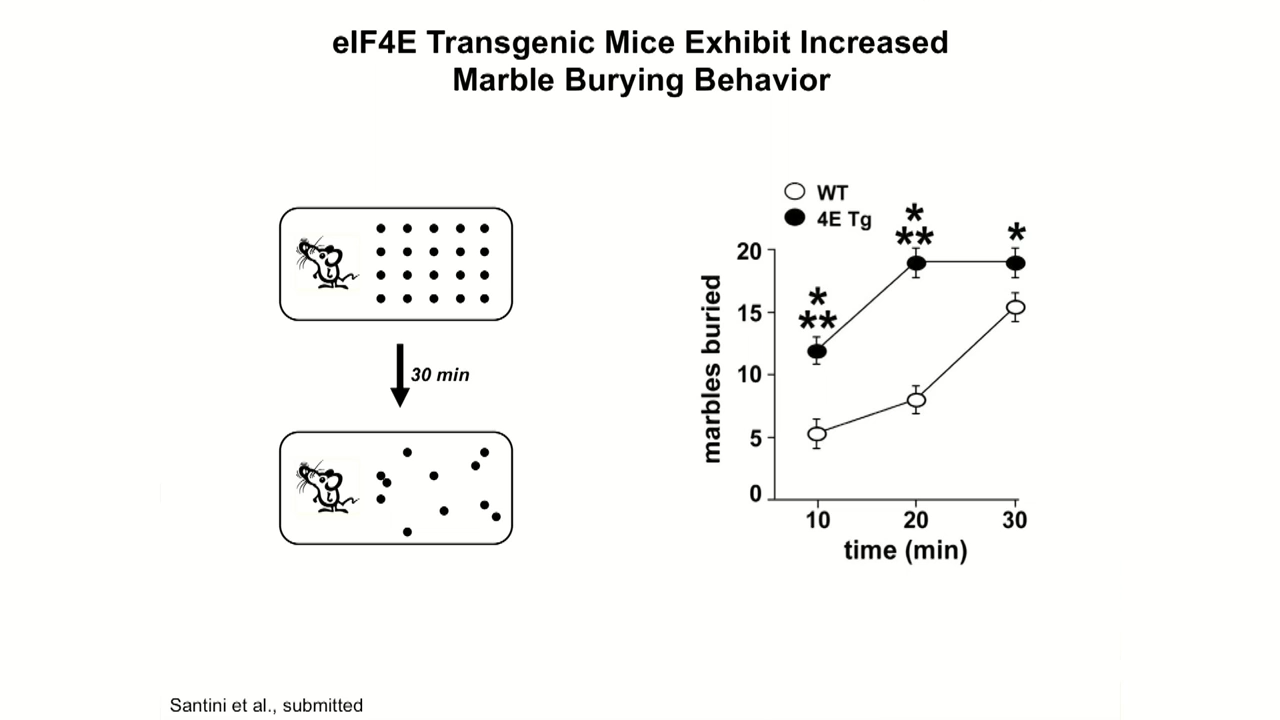 eIF4E Transgenic Mice Exhibit Increased
Marble Burying Behavior
30 min
WT
4E Tg
*
**
*
**
*
marbles buried
20
15
10
5
0
10 20 30
time (min)
Santini et al., submitted